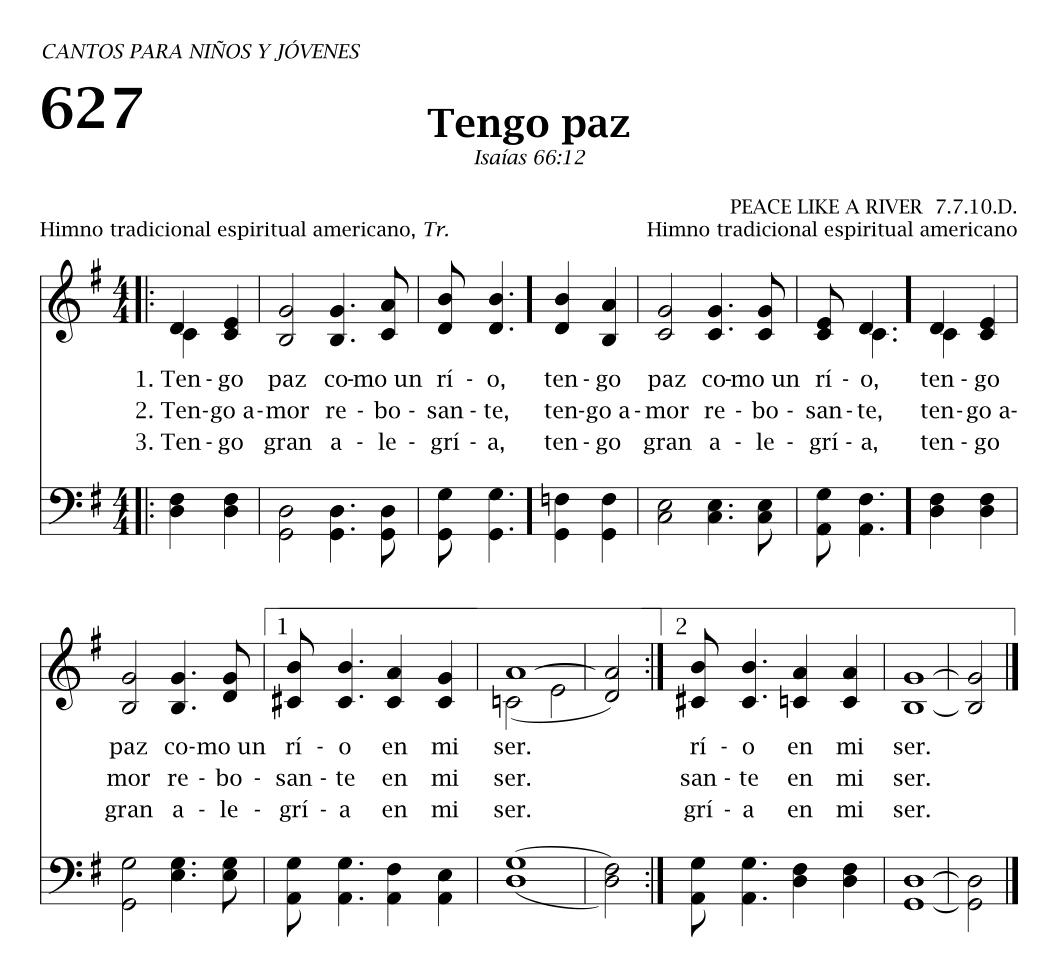 CANTOS PARA NIÑOS Y JÓVENES
627
Tengo paz
Isaías 66:12
PEACE LIKE A RIVER 7.7.10.D.
Himno tradicional espiritual americano, Tr.
Himno tradicional espiritual americano
1. Ten - go paz co-mo un rí - o, ten - go paz co-mo un rí - o, ten - go
2. Ten-go a-mor re - bo - san - te, ten-go a-mor re - bo - san-te, ten-go a-
3. Ten - go gran a - le - grí - a, ten - go gran a - le - grí - a, ten - go
1
2
paz co-mo un rí - o en mi ser. rí - o en mi ser.
mor re - bo - san - te en mi ser. san - te en mi ser.
gran a - le - grí - a en mi ser. grí - a en mi ser.